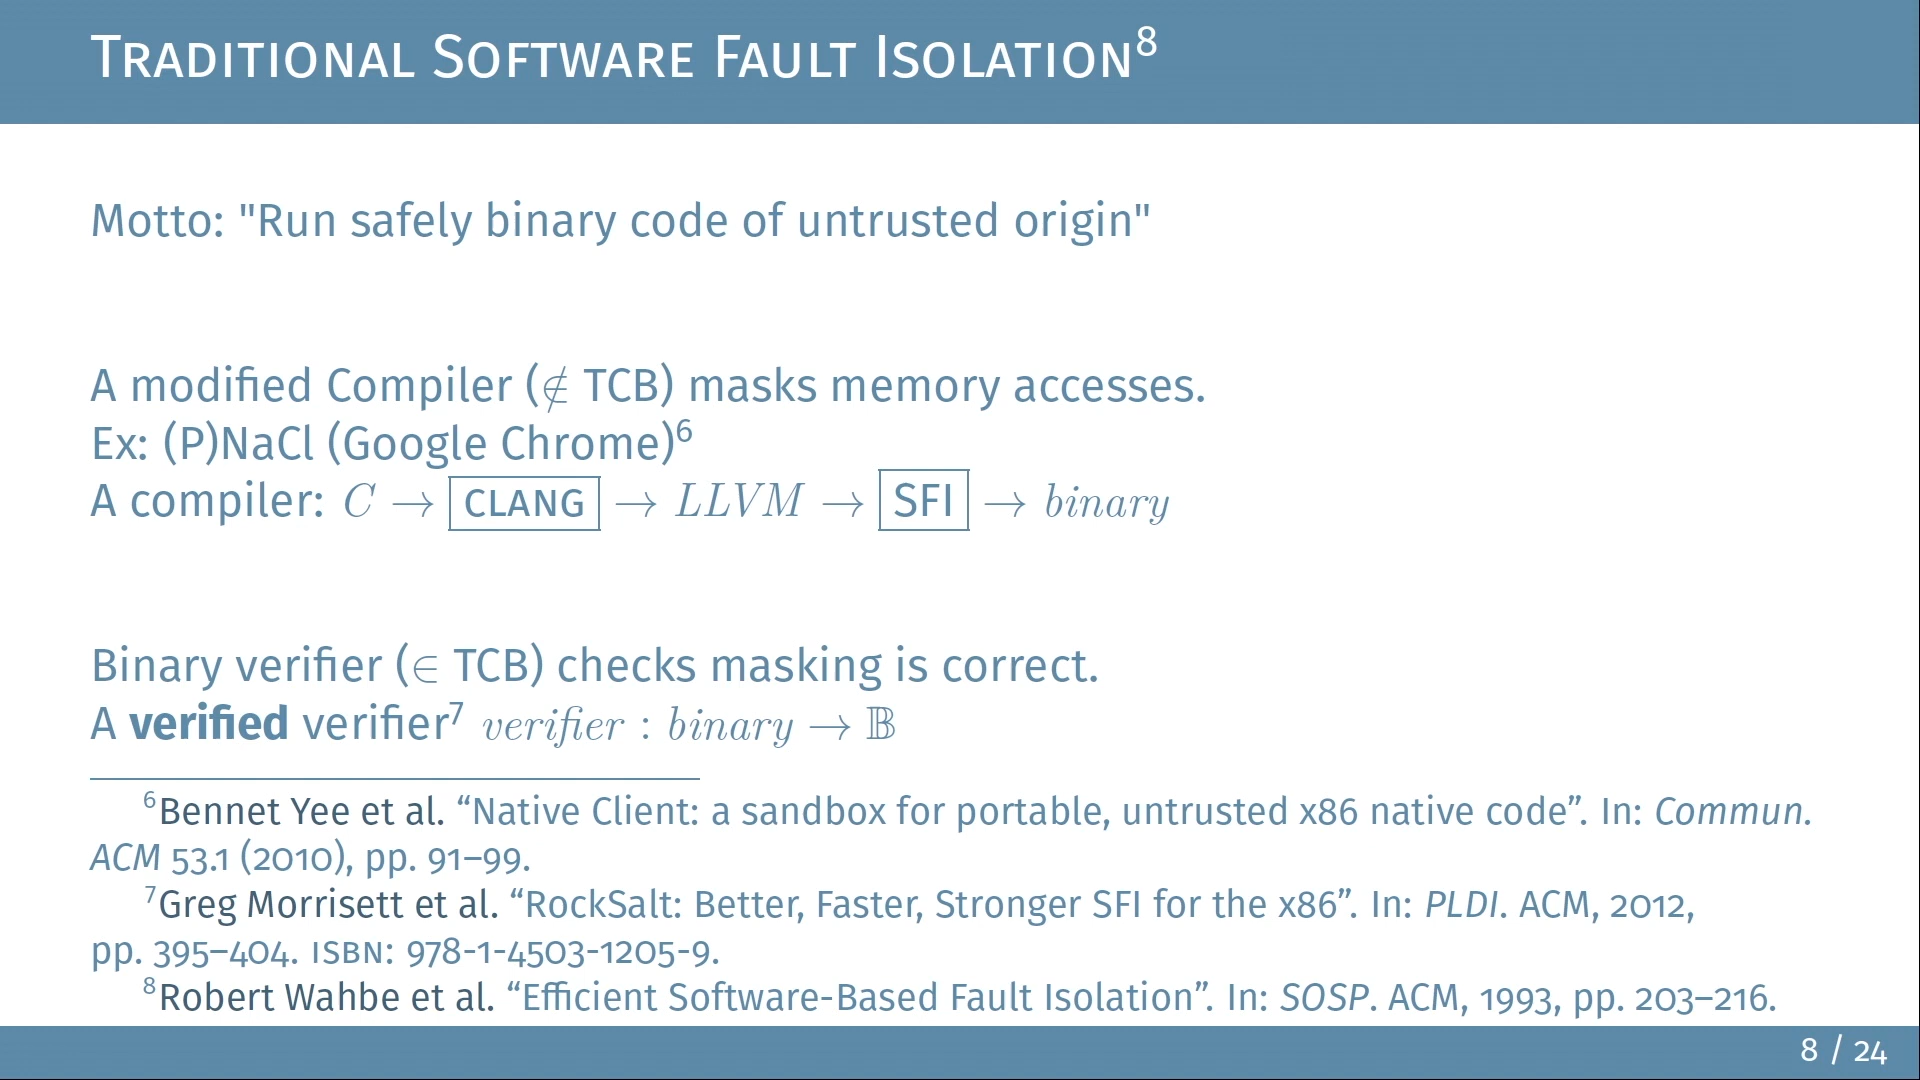 Traditional Software Fault Isolation⁸
Motto: "Run safely binary code of untrusted origin"
A modified Compiler (∉ TCB) masks memory accesses.
Ex: (P)NaCl (Google Chrome)⁶
A compiler: C → CLANG → LLVM → SFI → binary
Binary verifier (∈ TCB) checks masking is correct.
A verified verifier⁷ verifier : binary → 𝔹
⁶Bennet Yee et al. “Native Client: a sandbox for portable, untrusted x86 native code”. In: Commun.
ACM 53.1 (2010), pp. 91–99.
⁷Greg Morrisett et al. “RockSalt: Better, Faster, Stronger SFI for the x86”. In: PLDI. ACM, 2012,
pp. 395–404. ISBN: 978-1-4503-1205-9.
⁸Robert Wahbe et al. “Efficient Software-Based Fault Isolation”. In: SOSP. ACM, 1993, pp. 203–216.
8 / 24